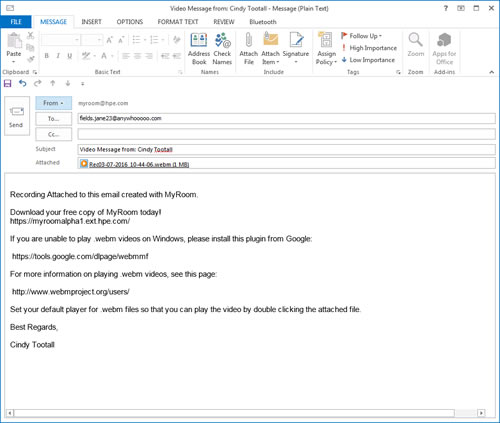 Video Message from: Cindy Tootall - Message (Plain Text)
FILE MESSAGE INSERT OPTIONS FORMAT TEXT REVIEW Bluetooth
Paste
Clipboard
B I U
Basic Text
Address Book
Check Names
Names
Attach File
Attach Item
Signature
Include
Assign Policy
Follow Up
High Importance
Low Importance
Tags
Zoom
Zoom
Apps for Office
Add-ins
Send
From
myroom@hpe.com
To...
fields.jane23@anywhooooo.com
Cc...
Subject
Video Message from: Cindy Tootall
Attached
Rec03-07-2016_10-44-06.webm (1 MB)
Recording Attached to this email created with MyRoom.
Download your free copy of MyRoom today!
https://myroomalpha1.ext.hpe.com/
If you are unable to play .webm videos on Windows, please install this plugin from Google:
https://tools.google.com/dlpage/webmmf
For more information on playing .webm videos, see this page:
http://www.webmproject.org/users/
Set your default player for .webm files so that you can play the video by double clicking the attached file.
Best Regards,
Cindy Tootall